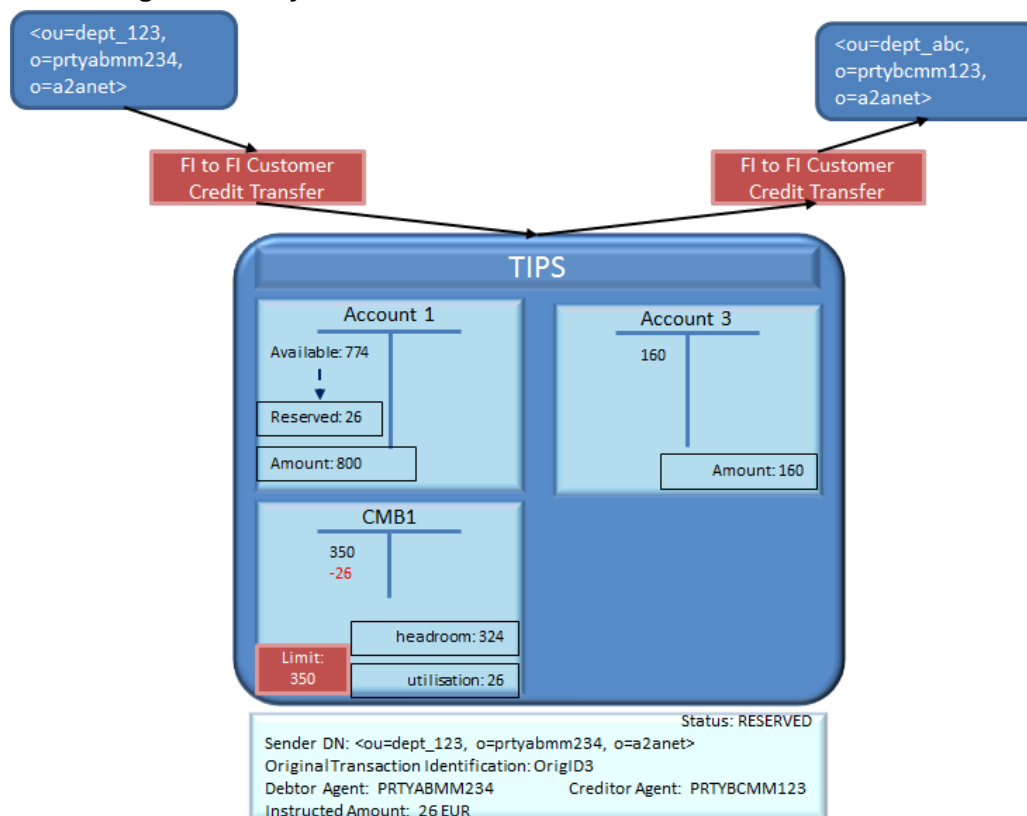 <ou=dept_123,
o=prtyabmm234,
o=a2anet>
<ou=dept_abc,
o=prtybcmm123,
o=a2anet>
FI to FI Customer
Credit Transfer
FI to FI Customer
Credit Transfer
TIPS
Account 1
Available: 774
Reserved: 26
Amount: 800
Account 3
160
Amount: 160
CMB1
350
-26
headroom: 324
Limit:
350
utilisation: 26
Status: RESERVED
Sender DN: <ou=dept_123, o=prtyabmm234, o=a2anet>
Original Transaction Identification: OrigID3
Debtor Agent: PRTYABMM234 Creditor Agent: PRTYBCMM123
Instructed Amount: 26 EUR